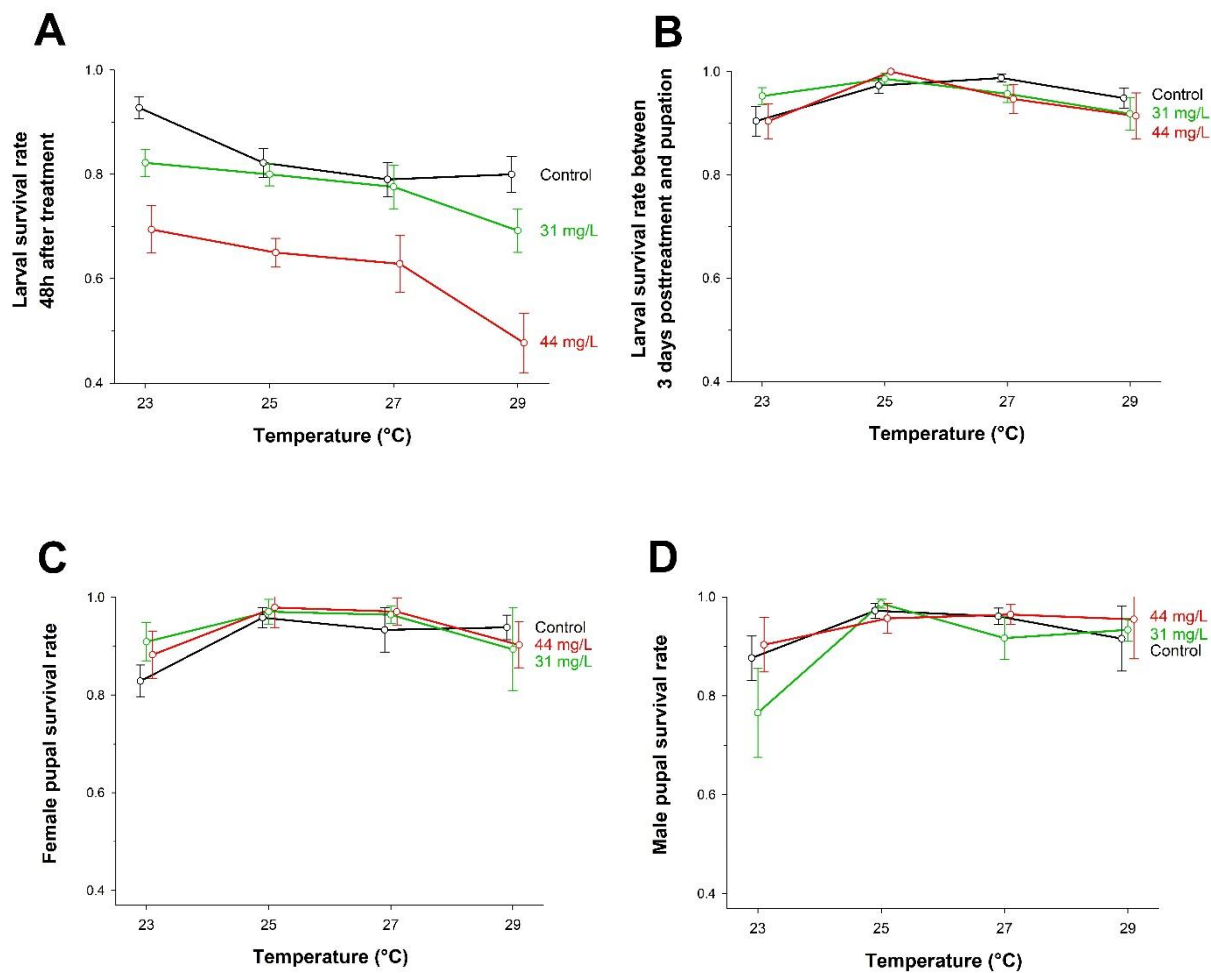 A
1.0
0.8
0.6
0.4
Larval survival rate
48h after treatment
Control
31 mg/L
44 mg/L
23 25 27 29
Temperature (°C)
B
1.0
0.8
0.6
0.4
Larval survival rate between
3 days posttreatment and pupation
Control
31 mg/L
44 mg/L
23 25 27 29
Temperature (°C)
C
1.0
0.8
0.6
0.4
Female pupal survival rate
Control
44 mg/L
31 mg/L
23 25 27 29
Temperature (°C)
D
1.0
0.8
0.6
0.4
Male pupal survival rate
44 mg/L
31 mg/L
Control
23 25 27 29
Temperature (°C)